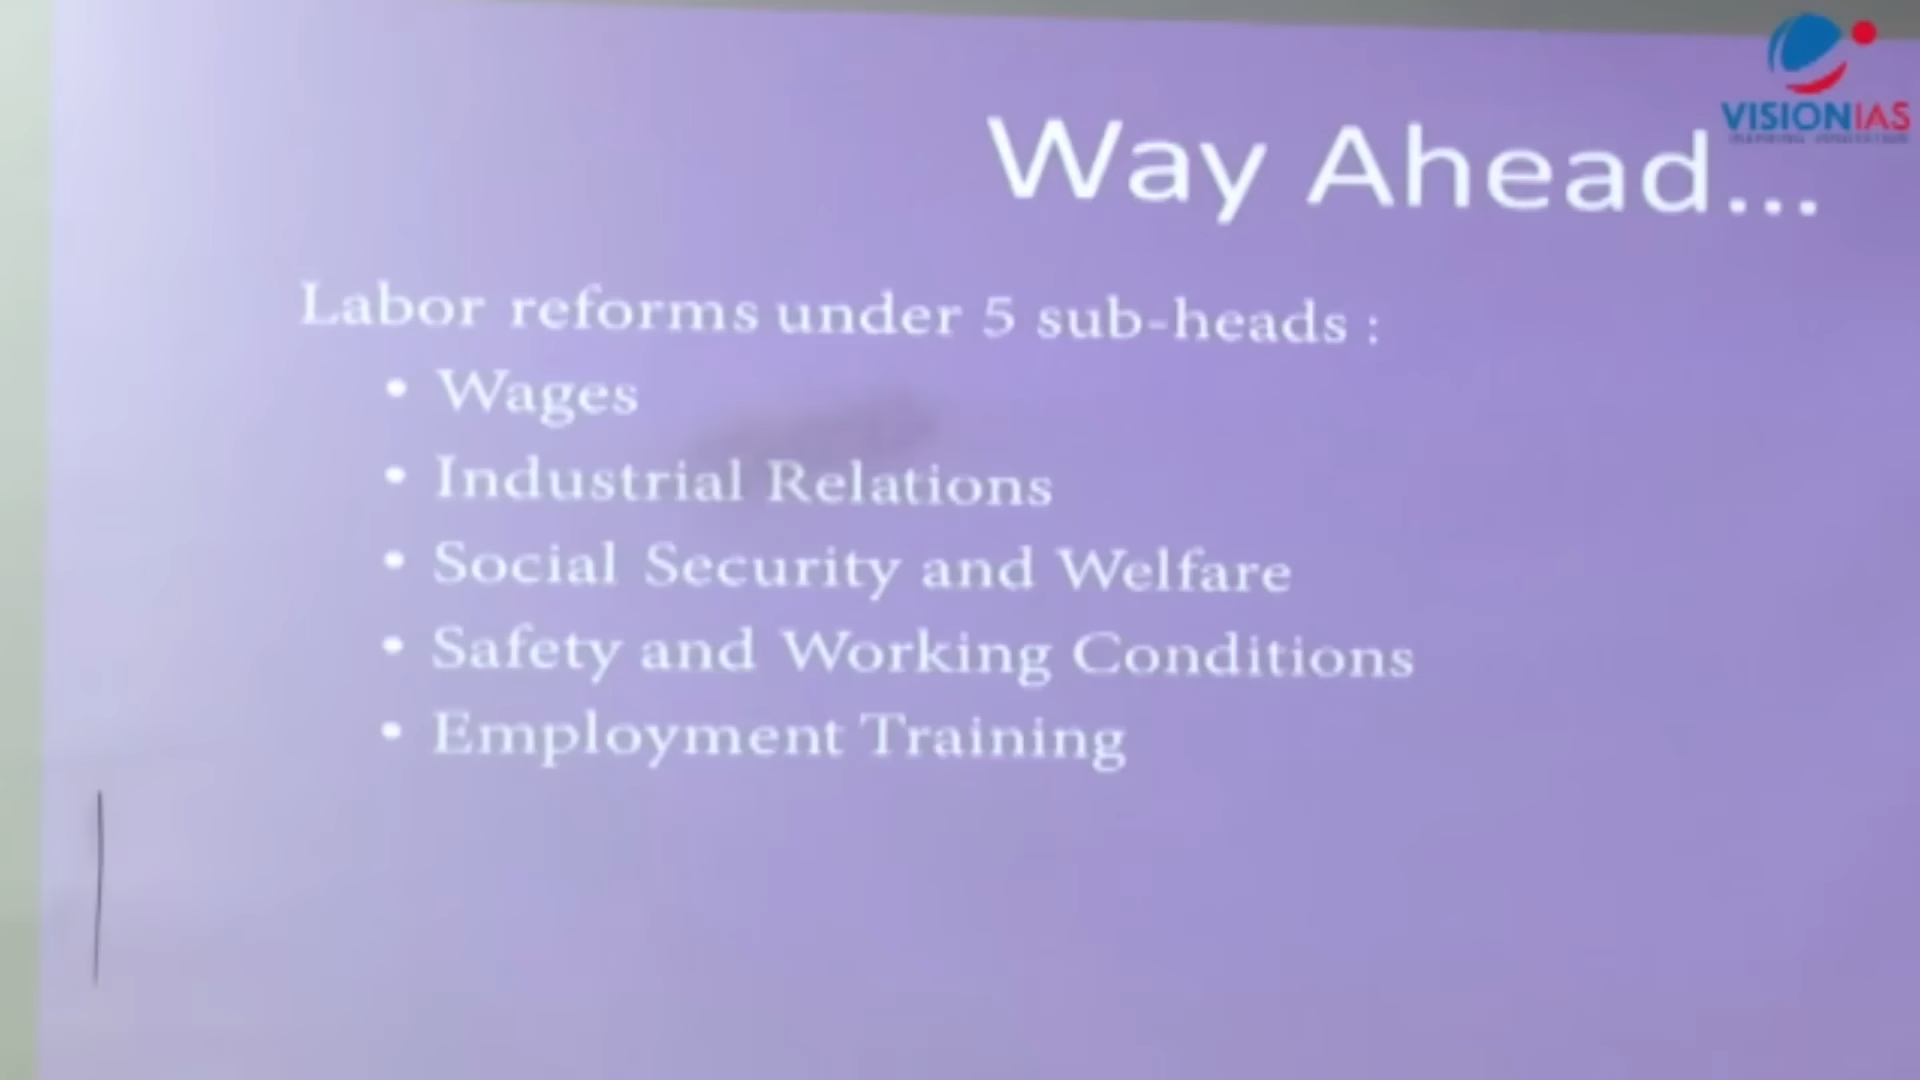 VISIONIAS
Way Ahead...
Labor reforms under 5 sub-heads :
• Wages
• Industrial Relations
• Social Security and Welfare
• Safety and Working Conditions
• Employment Training